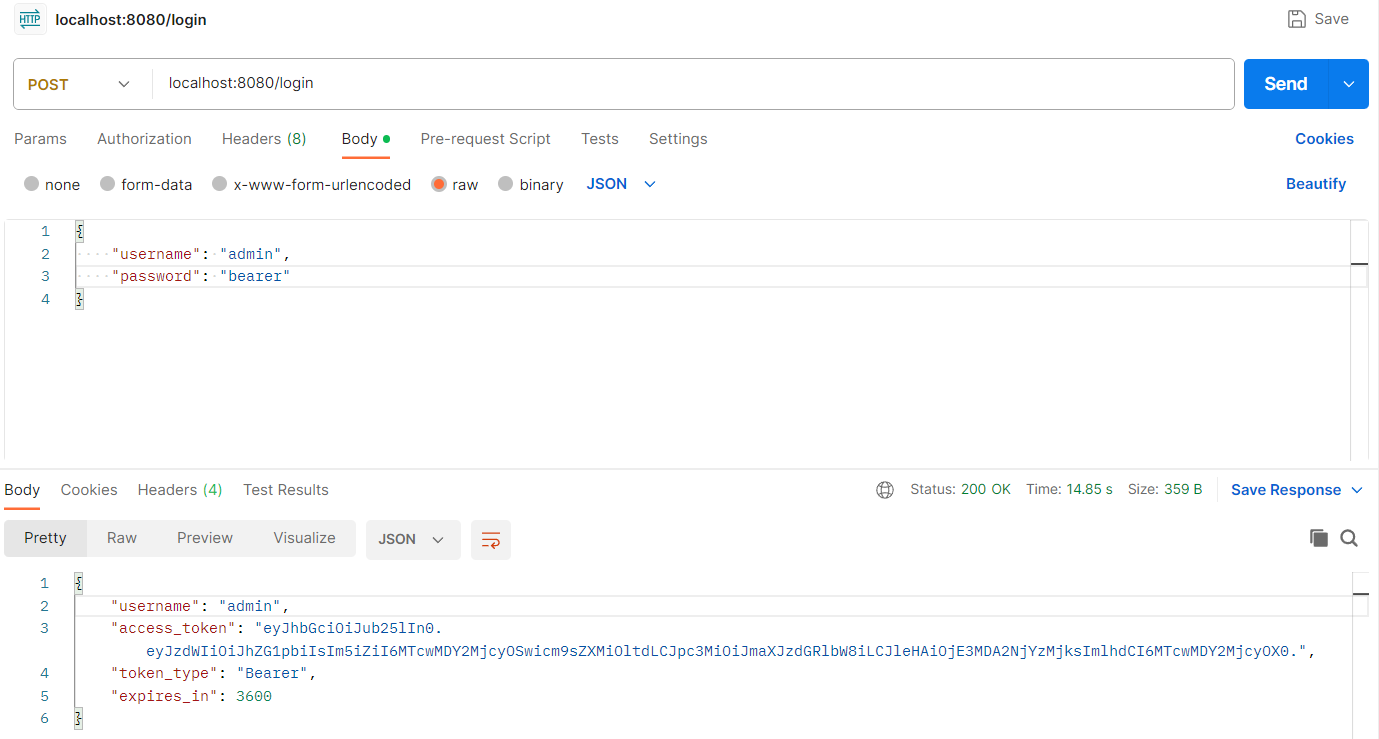 HTTP localhost:8080/login Save
POST localhost:8080/login Send
Params Authorization Headers (8) Body Pre-request Script Tests Settings Cookies
none form-data x-www-form-urlencoded raw binary JSON Beautify
1 {
2 "username": "admin",
3 "password": "bearer"
4 }
Body Cookies Headers (4) Test Results Status: 200 OK Time: 14.85 s Size: 359 B Save Response
Pretty Raw Preview Visualize JSON
1 {
2 "username": "admin",
3 "access_token": "eyJhbGciOiJub25lIn0.
eyJzdWIiOiJhZG1pbiIsIm5iZiI6MTcwMDY2MjcyOSwicm9sZXMiOltdLCJpc3MiOiJmaXJzdGRlbW8iLCJleHAiOjE3MDA2NjYzMjksImlhdCI6MTcwMDY2MjcyOX0.",
4 "token_type": "Bearer",
5 "expires_in": 3600
6 }